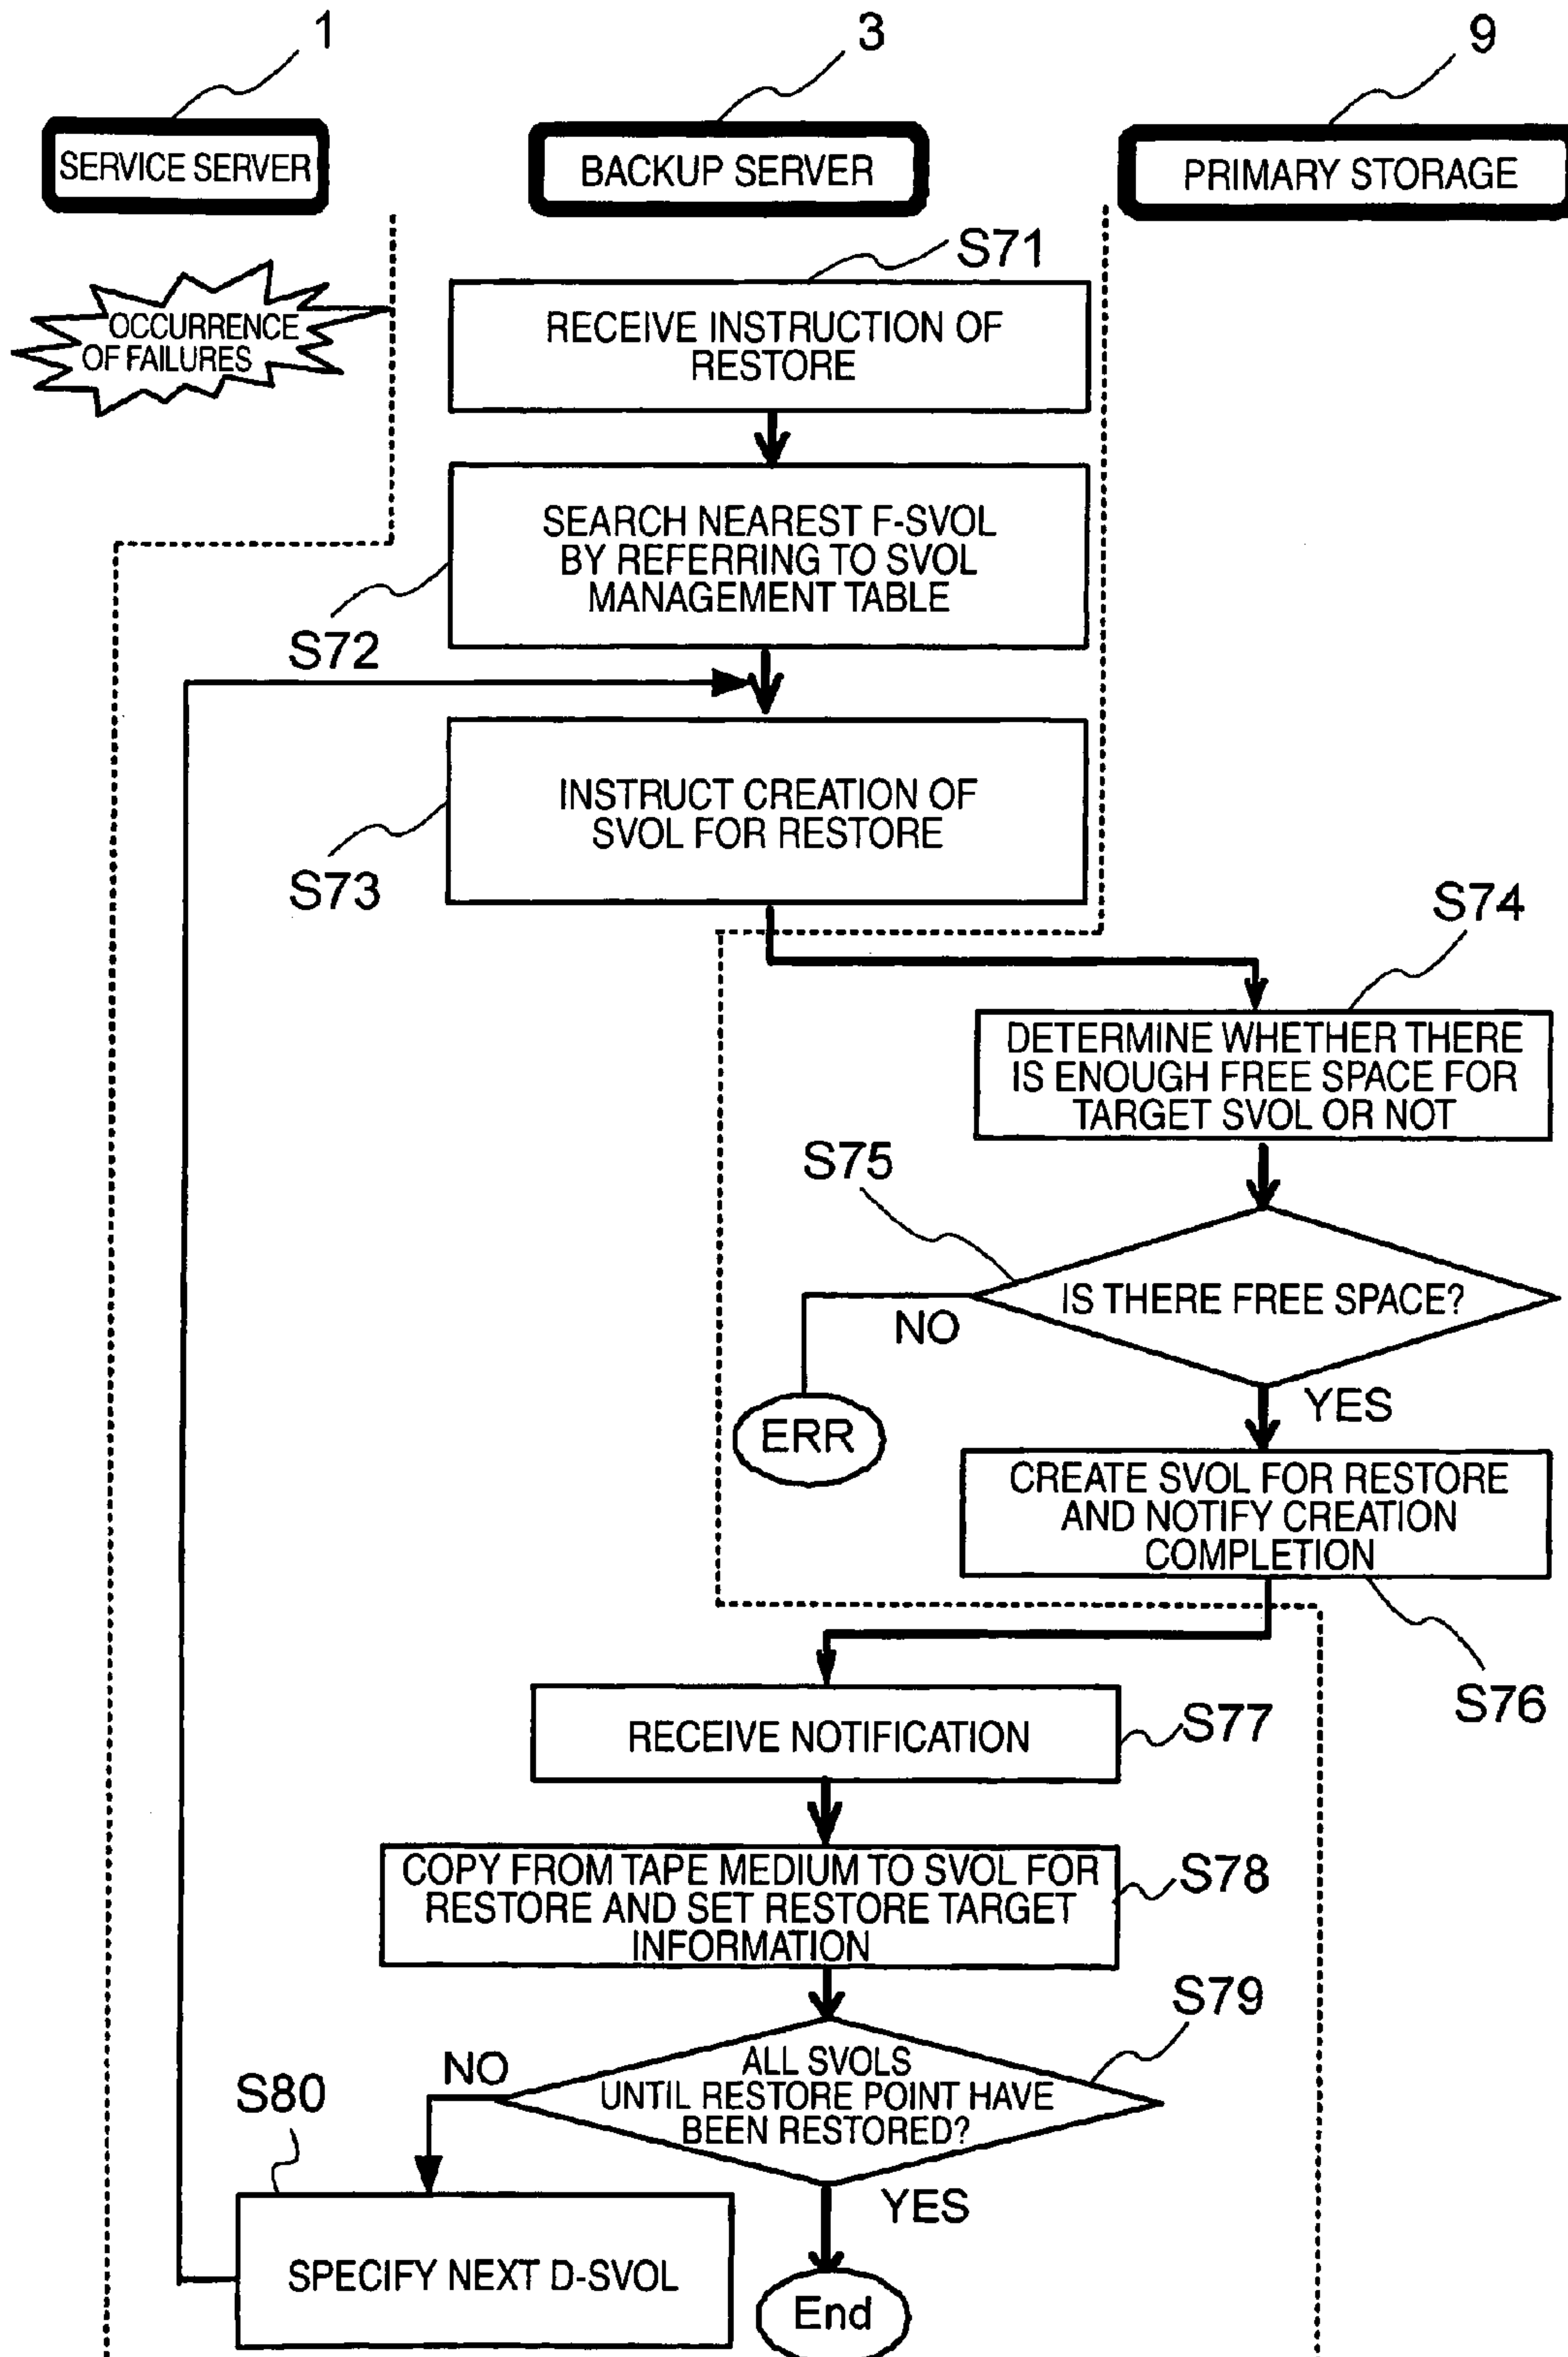 1
3
9
SERVICE SERVER
BACKUP SERVER
PRIMARY STORAGE
OCCURRENCE
OF FAILURES
S71
RECEIVE INSTRUCTION OF
RESTORE
SEARCH NEAREST F-SVOL
BY REFERRING TO SVOL
MANAGEMENT TABLE
S72
INSTRUCT CREATION OF
SVOL FOR RESTORE
S73
S74
DETERMINE WHETHER THERE
IS ENOUGH FREE SPACE FOR
TARGET SVOL OR NOT
S75
IS THERE FREE SPACE?
NO
YES
ERR
CREATE SVOL FOR RESTORE
AND NOTIFY CREATION
COMPLETION
S76
RECEIVE NOTIFICATION
S77
COPY FROM TAPE MEDIUM TO SVOL FOR
RESTORE AND SET RESTORE TARGET
INFORMATION
S78
S79
ALL SVOLS
UNTIL RESTORE POINT HAVE
BEEN RESTORED?
NO
S80
YES
SPECIFY NEXT D-SVOL
End